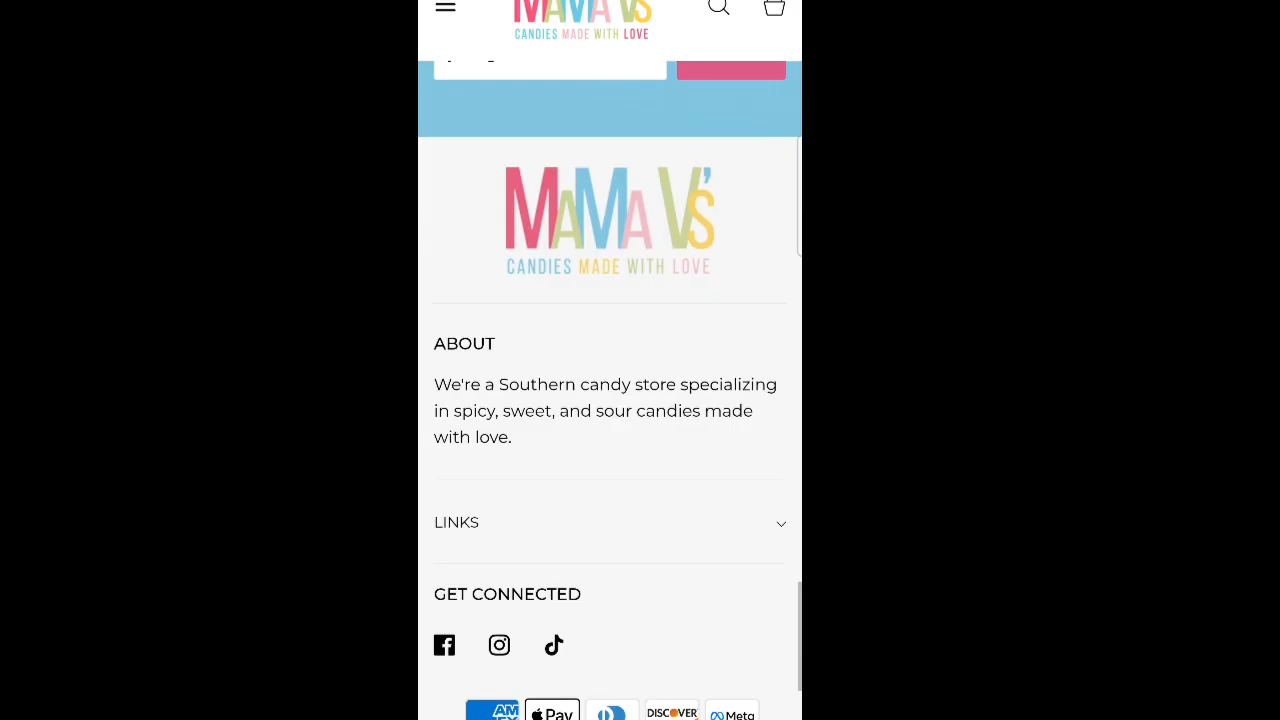 MAMA V'S
CANDIES MADE WITH LOVE
MAMA V'S
CANDIES MADE WITH LOVE
ABOUT
We're a Southern candy store specializing
in spicy, sweet, and sour candies made
with love.
LINKS
GET CONNECTED
AM
Pay
DISCOVER
Meta